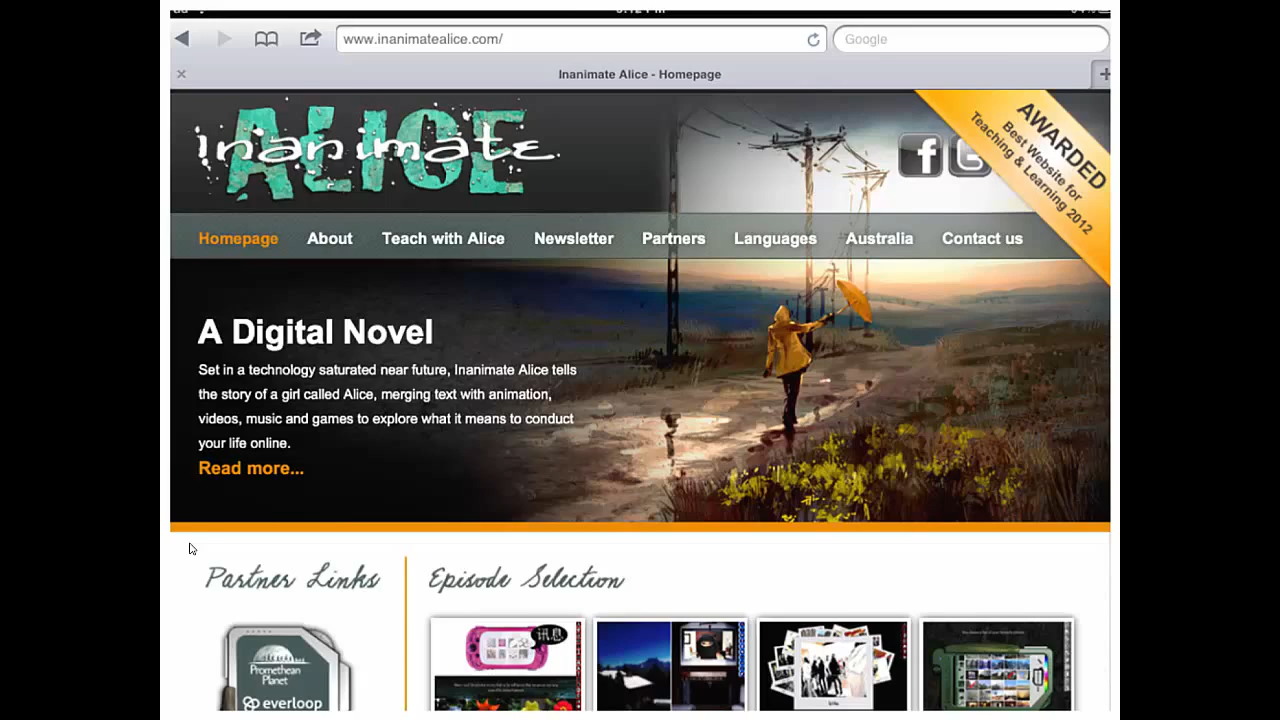 www.inanimatealice.com/
Google
Inanimate Alice - Homepage
inanimate
ALICE
AWARDED
Best Website for
Teaching & Learning 2012
Homepage About Teach with Alice Newsletter Partners Languages Australia Contact us
A Digital Novel
Set in a technology saturated near future, Inanimate Alice tells
the story of a girl called Alice, merging text with animation,
videos, music and games to explore what it means to conduct
your life online.
Read more...
Partner Links
Episode Selection
讯息
Promethean
Planet
everloop